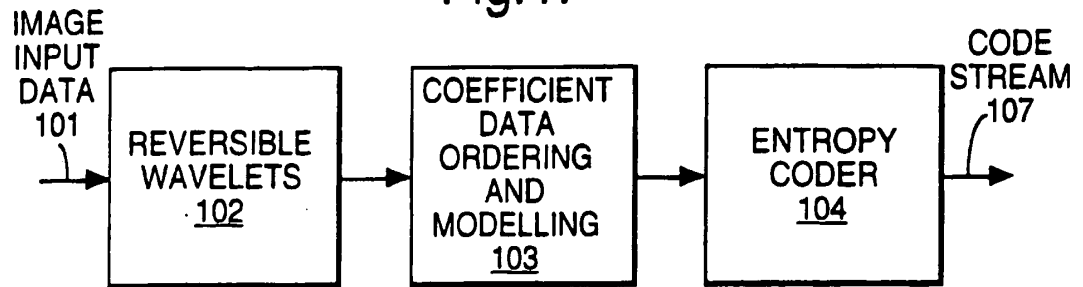 IMAGE
INPUT
DATA
101
REVERSIBLE
WAVELETS
102
COEFFICIENT
DATA
ORDERING
AND
MODELLING
103
ENTROPY
CODER
104
CODE
STREAM
107